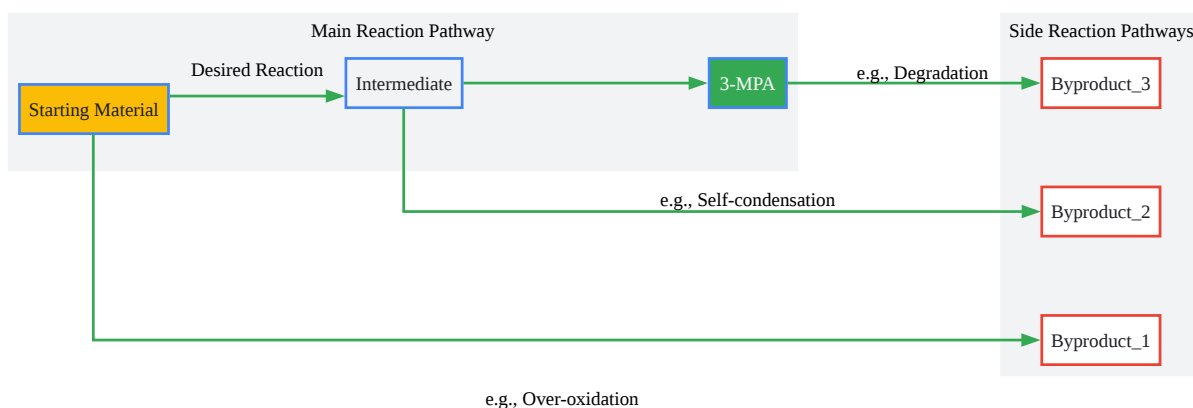 Main Reaction Pathway
Side Reaction Pathways
Desired Reaction
Starting Material
Intermediate
3-MPA
e.g., Degradation
Byproduct_3
e.g., Self-condensation
Byproduct_2
Byproduct_1
e.g., Over-oxidation